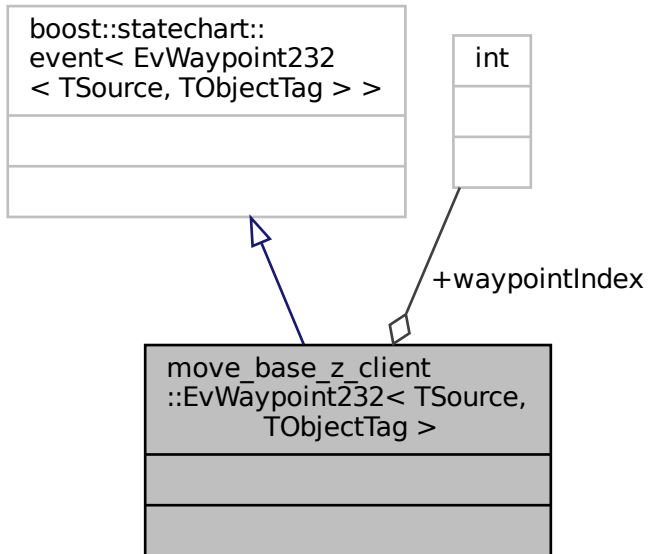 boost::statechart::
event< EvWaypoint232
< TSource, TObjectTag > >
int
+waypointIndex
move_base_z_client
::EvWaypoint232< TSource,
TObjectTag >